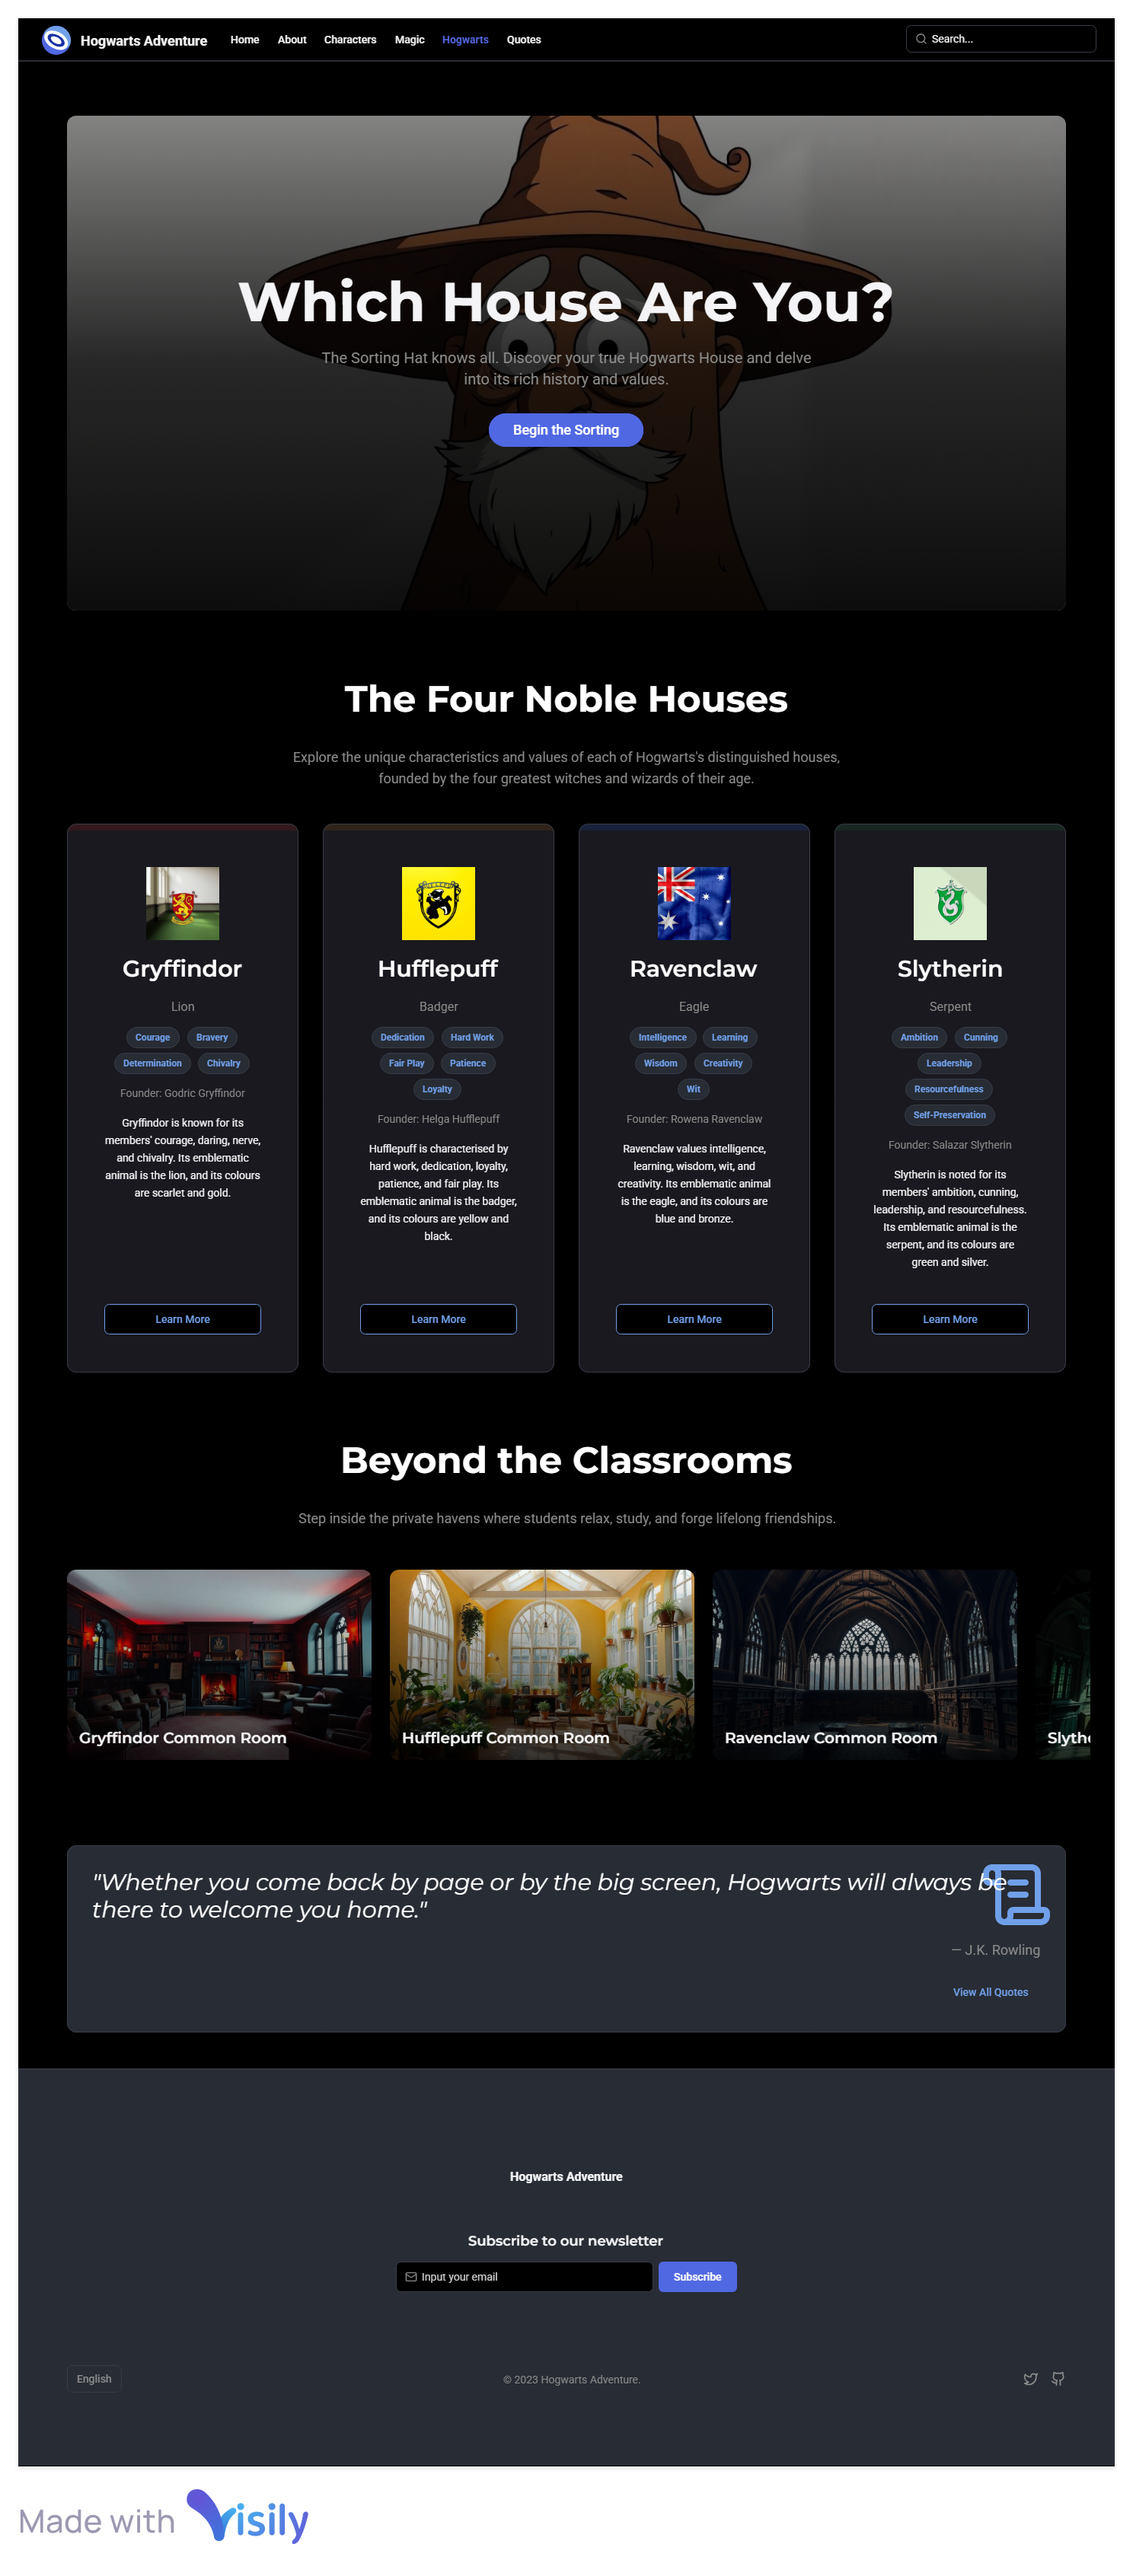 Hogwarts Adventure Home About Characters Magic Hogwarts Quotes Search...
Which House Are You?
The Sorting Hat knows all. Discover your true Hogwarts House and delve
into its rich history and values.
Begin the Sorting
The Four Noble Houses
Explore the unique characteristics and values of each of Hogwarts's distinguished houses,
founded by the four greatest witches and wizards of their age.
Gryffindor
Lion
Courage Bravery
Determination Chivalry
Founder: Godric Gryffindor
Gryffindor is known for its
members' courage, daring, nerve,
and chivalry. Its emblematic
animal is the lion, and its colours
are scarlet and gold.
Learn More
Hufflepuff
Badger
Dedication Hard Work
Fair Play Patience
Loyalty
Founder: Helga Hufflepuff
Hufflepuff is characterised by
hard work, dedication, loyalty,
patience, and fair play. Its
emblematic animal is the badger,
and its colours are yellow and
black.
Learn More
Ravenclaw
Eagle
Intelligence Learning
Wisdom Creativity
Wit
Founder: Rowena Ravenclaw
Ravenclaw values intelligence,
learning, wisdom, wit, and
creativity. Its emblematic animal
is the eagle, and its colours are
blue and bronze.
Learn More
Slytherin
Serpent
Ambition Cunning
Leadership
Resourcefulness
Self-Preservation
Founder: Salazar Slytherin
Slytherin is noted for its
members' ambition, cunning,
leadership, and resourcefulness.
Its emblematic animal is the
serpent, and its colours are
green and silver.
Learn More
Beyond the Classrooms
Step inside the private havens where students relax, study, and forge lifelong friendships.
Gryffindor Common Room
Hufflepuff Common Room
Ravenclaw Common Room
Slythe
"Whether you come back by page or by the big screen, Hogwarts will always be
there to welcome you home."
— J.K. Rowling
View All Quotes
Hogwarts Adventure
Subscribe to our newsletter
Input your email Subscribe
English © 2023 Hogwarts Adventure.
Made with Visily